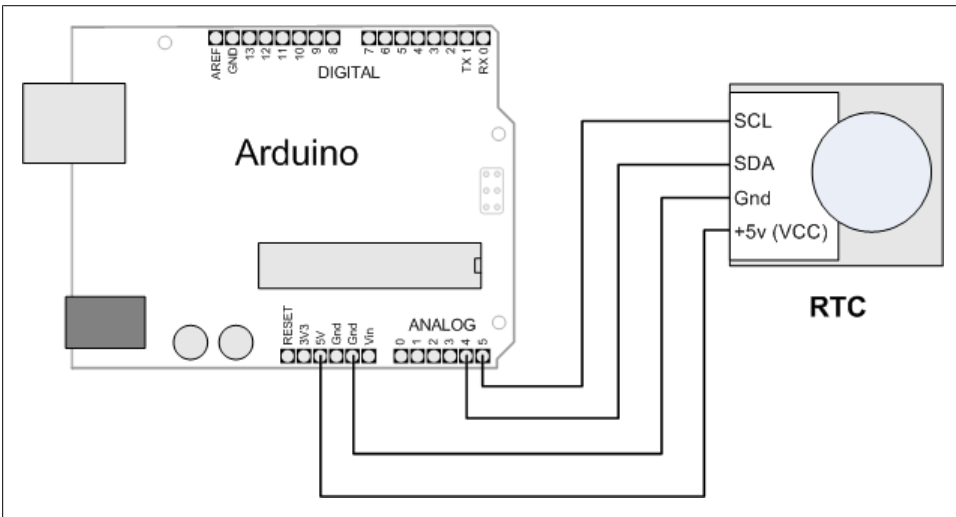 AREF
GND
13
12
11
10
9
8
7
6
5
4
3
2
TX 1
RX 0
DIGITAL
Arduino
SCL
SDA
Gnd
+5v (VCC)
RTC
ANALOG
RESET
3V3
5V
Gnd
Gnd
Vin
0
1
2
3
4
5